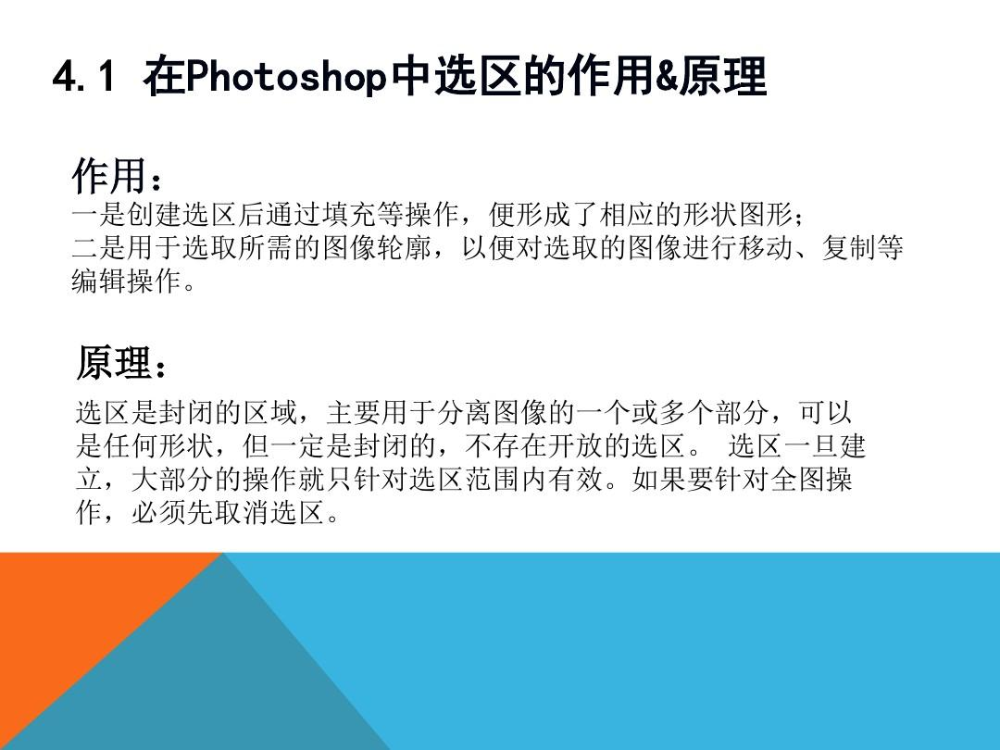 4.1 在Photoshop中选区的作用&原理
作用：
一是创建选区后通过填充等操作，便形成了相应的形状图形；
二是用于选取所需的图像轮廓，以便对选取的图像进行移动、复制等
编辑操作。
原理：
选区是封闭的区域，主要用于分离图像的一个或多个部分，可以
是任何形状，但一定是封闭的，不存在开放的选区。 选区一旦建
立，大部分的操作就只针对选区范围内有效。如果要针对全图操
作，必须先取消选区。